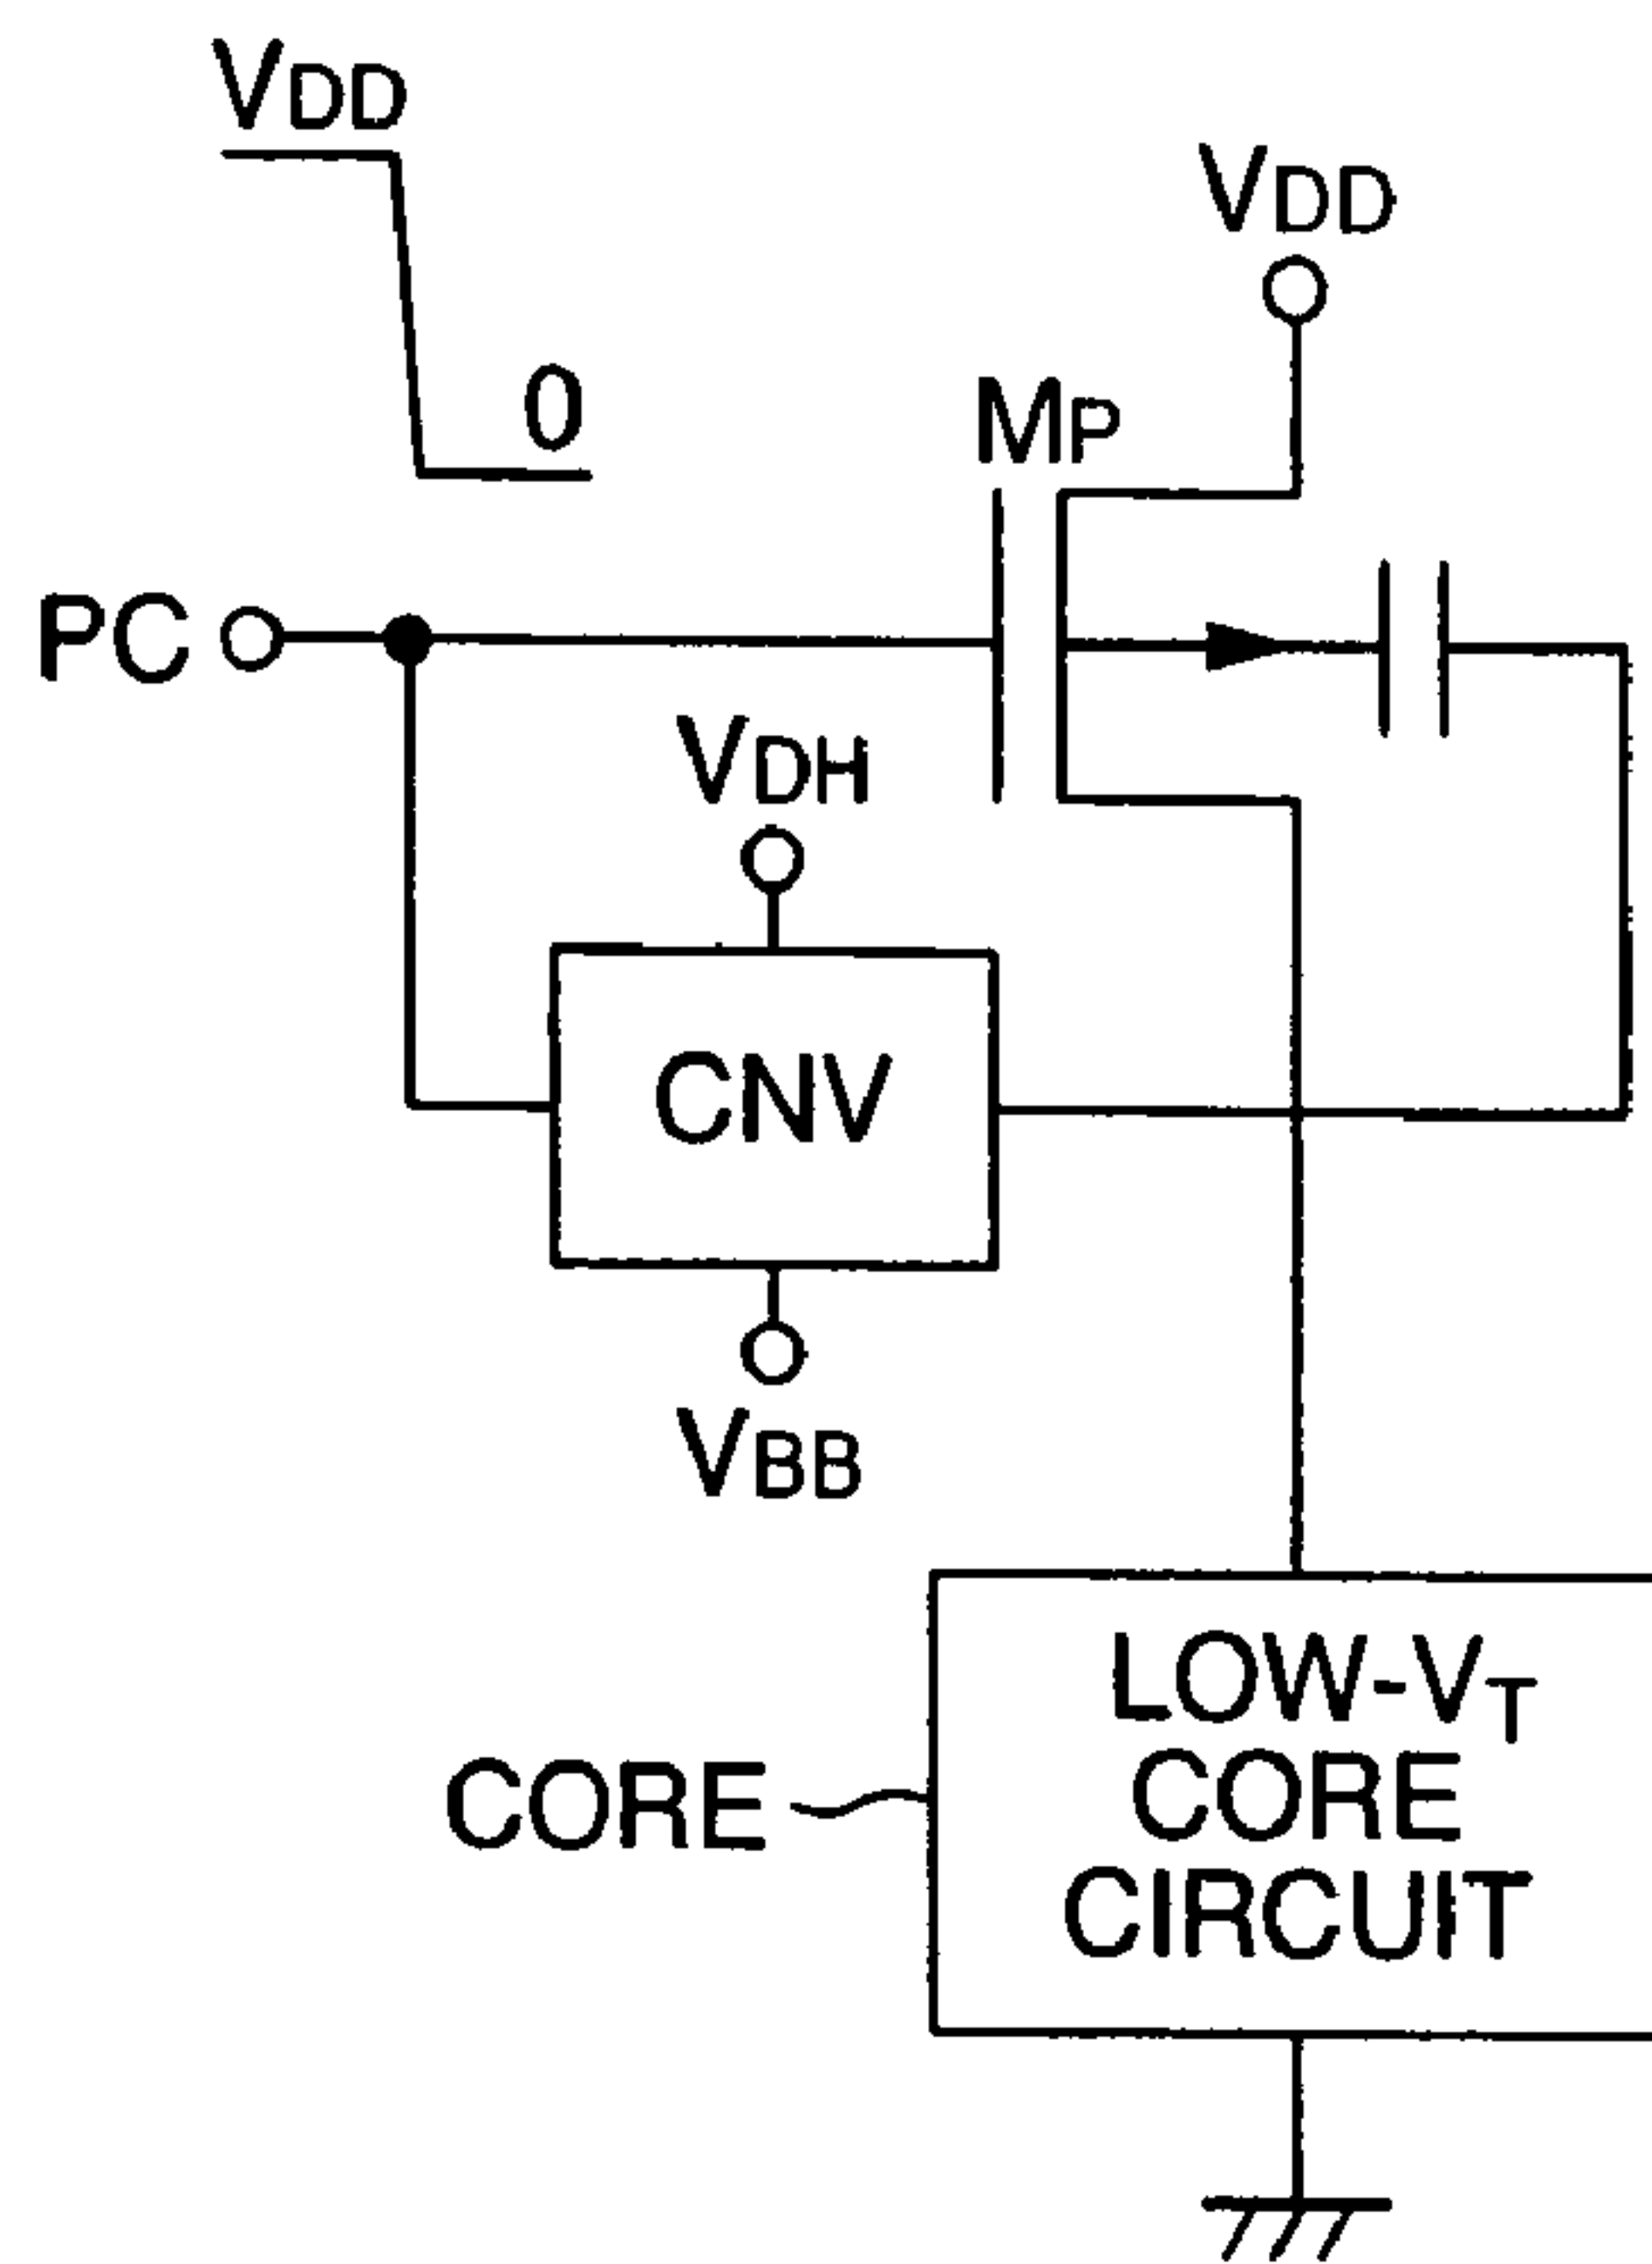 VDD
VDD
0
MP
PC
VDH
CNV
VBB
LOW-VT
CORE
CIRCUIT
CORE